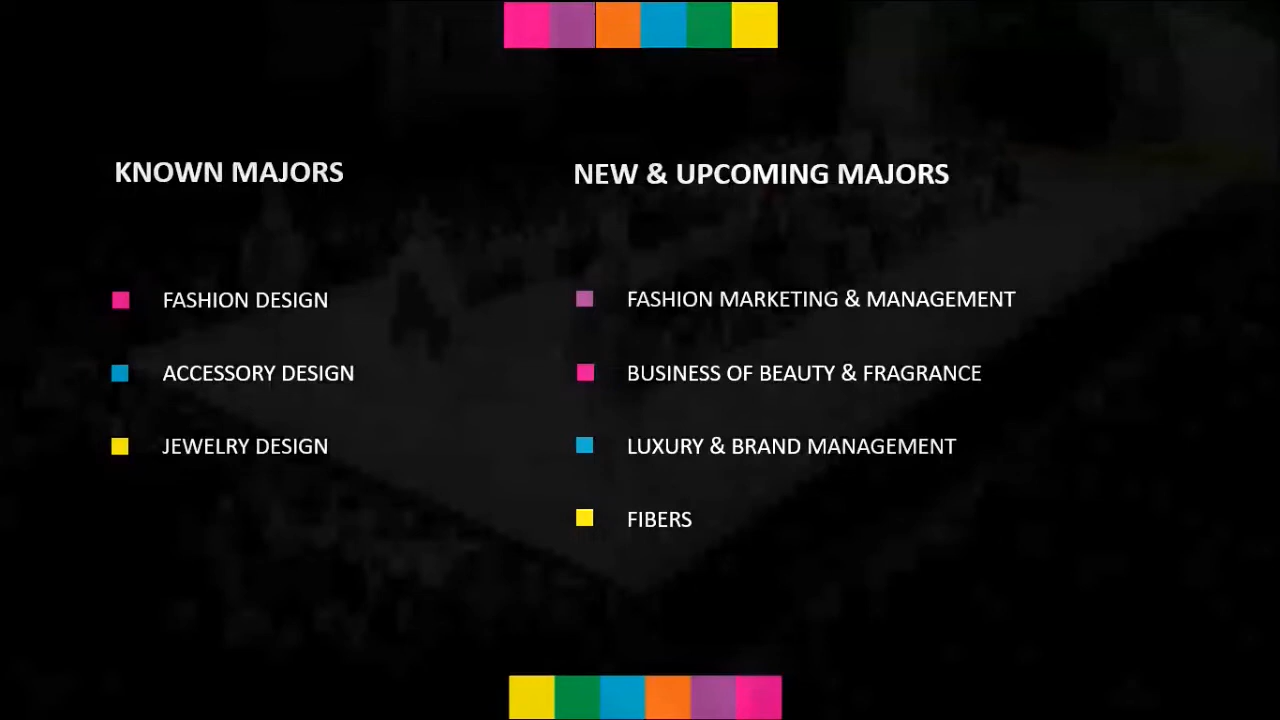 KNOWN MAJORS
FASHION DESIGN
ACCESSORY DESIGN
JEWELRY DESIGN
NEW & UPCOMING MAJORS
FASHION MARKETING & MANAGEMENT
BUSINESS OF BEAUTY & FRAGRANCE
LUXURY & BRAND MANAGEMENT
FIBERS